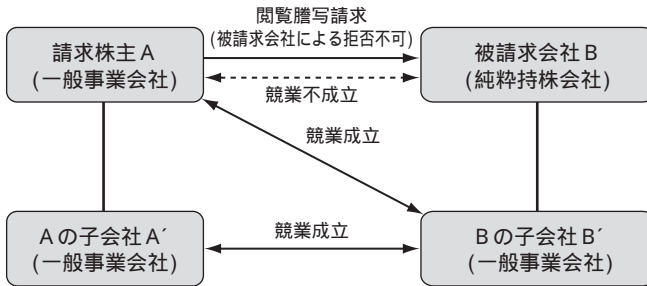 閲覧謄写請求
(被請求会社による拒否不可)
請求株主A
(一般事業会社)
被請求会社B
(純粋持株会社)
競業不成立
競業成立
Aの子会社A´
(一般事業会社)
競業成立
Bの子会社B´
(一般事業会社)